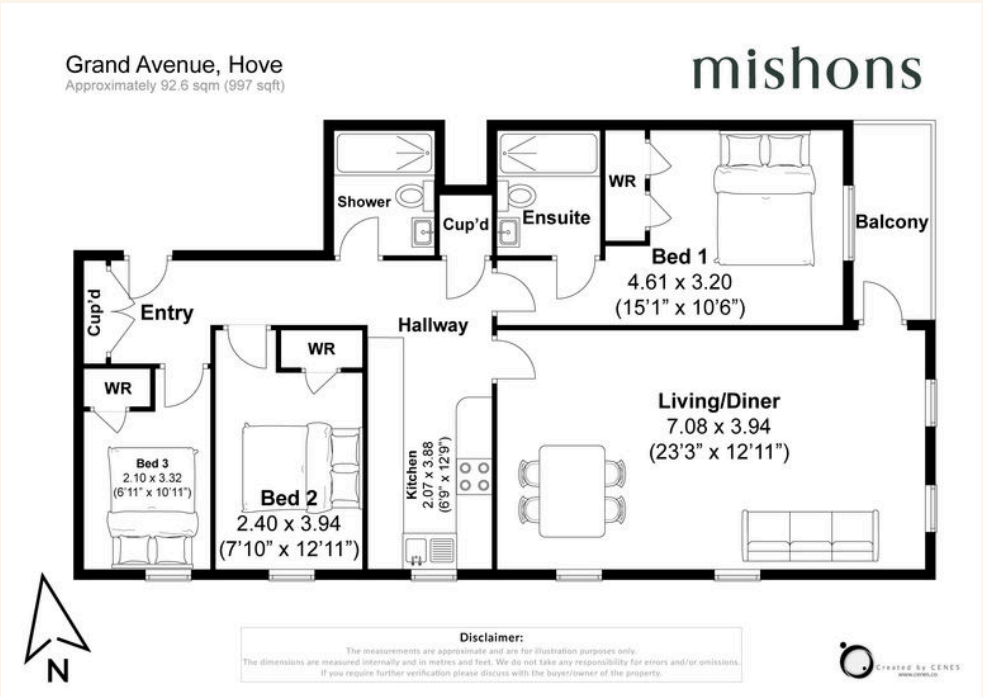 Grand Avenue, Hove
Approximately 92.6 sqm (997 sqft)
mishons
Shower
Cup'd
Ensuite
WR
Bed 1
4.61 x 3.20
(15'1" x 10'6")
Balcony
Cup'd
Entry
Hallway
WR
WR
Living/Diner
7.08 x 3.94
(23'3" x 12'11")
Kitchen
2.07 x 3.88
(6'9" x 12'9")
Bed 3
2.10 x 3.32
(6'11" x 10'11")
Bed 2
2.40 x 3.94
(7'10" x 12'11")
N
Disclaimer:
The measurements are approximate and are for illustration purposes only.
The dimensions are measured internally and in metres and feet. We do not take any responsibility for errors and/or omissions.
If you require further verification please discuss with the buyer/owner of the property.
Created by CENES
www.cenes.co